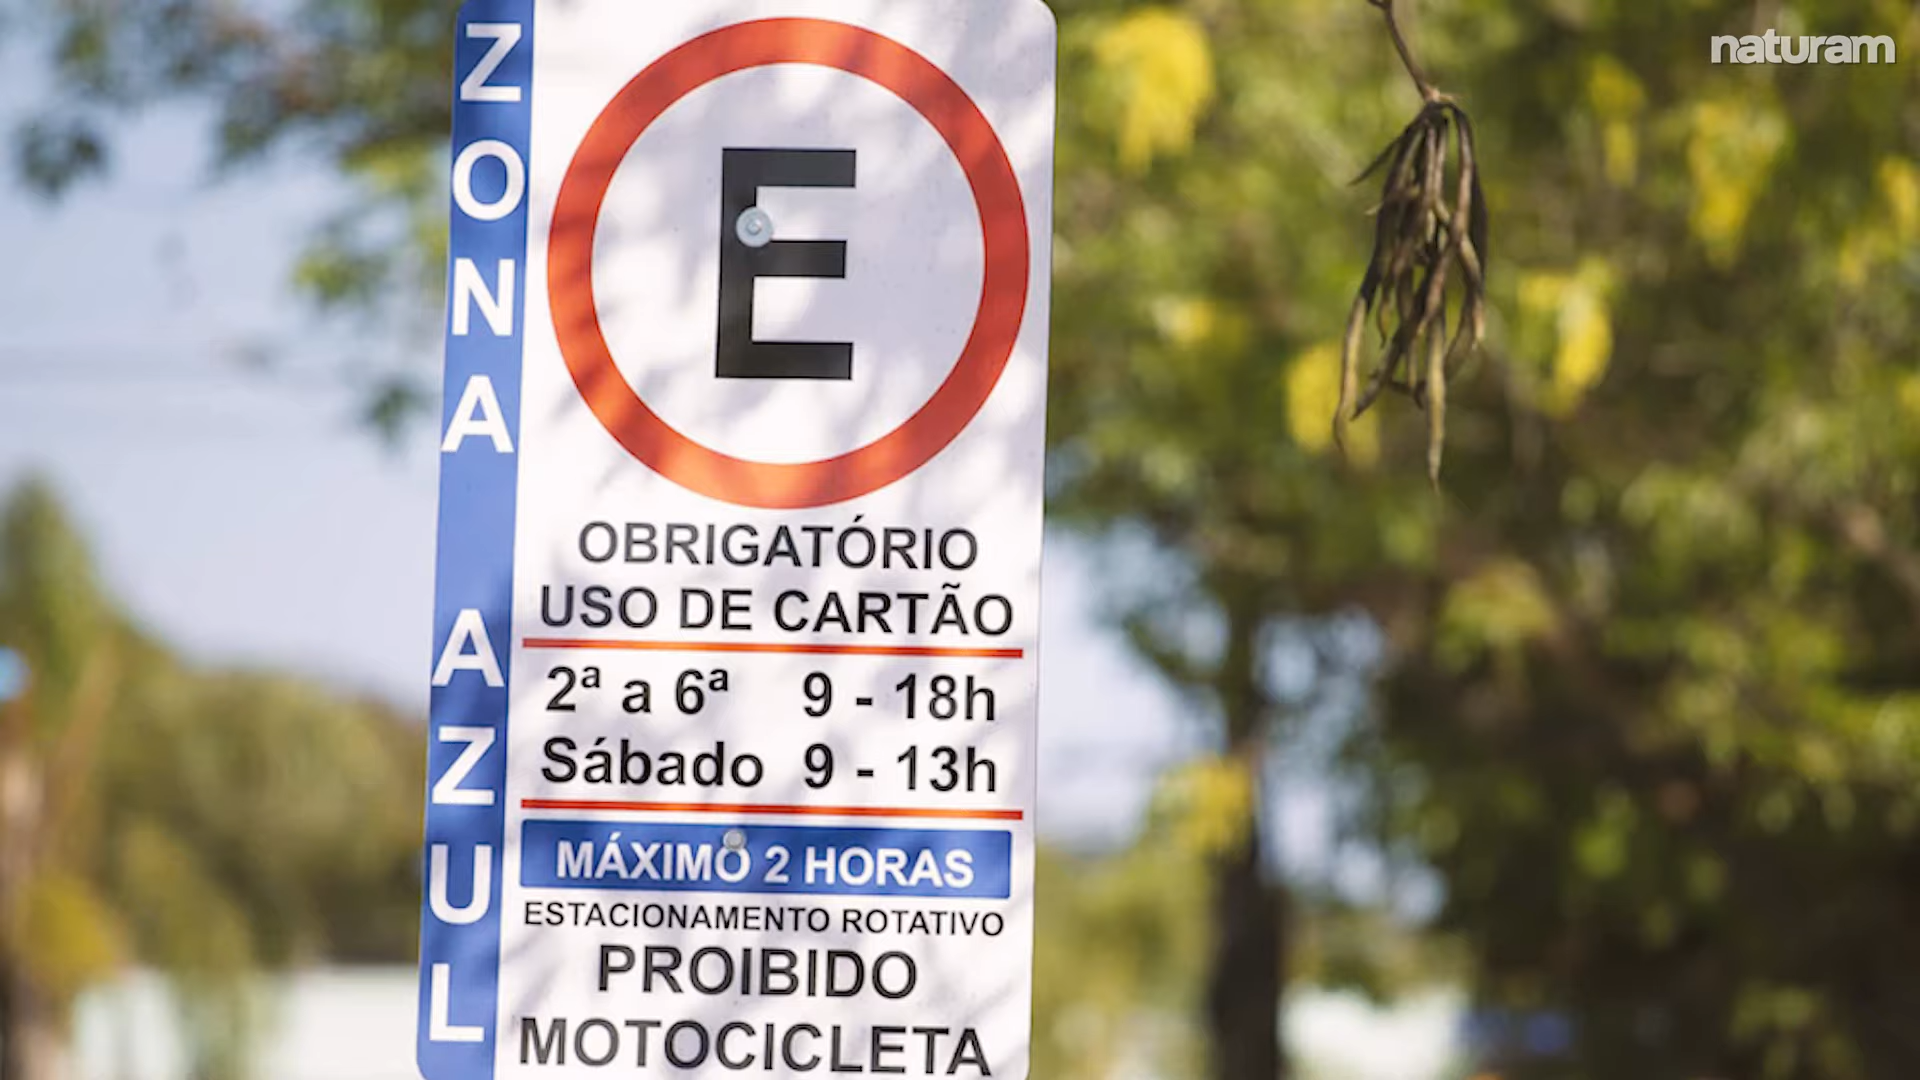 naturam
ZONA AZUL
E
OBRIGATÓRIO
USO DE CARTÃO
2ª a 6ª 9 - 18h
Sábado 9 - 13h
MÁXIMO 2 HORAS
ESTACIONAMENTO ROTATIVO
PROIBIDO
MOTOCICLETA